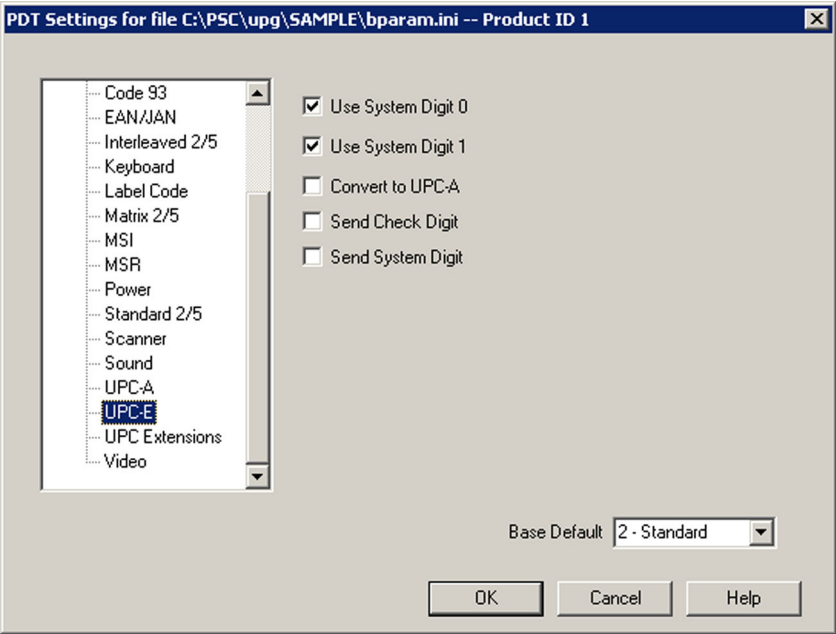 PDT Settings for file C:\PSC\upg\SAMPLE\bparam.ini -- Product ID 1
Code 93
EAN/JAN
Interleaved 2/5
Keyboard
Label Code
Matrix 2/5
MSI
MSR
Power
Standard 2/5
Scanner
Sound
UPC-A
UPC-E
UPC Extensions
Video
Use System Digit 0
Use System Digit 1
Convert to UPC-A
Send Check Digit
Send System Digit
Base Default 2 - Standard
OK Cancel Help